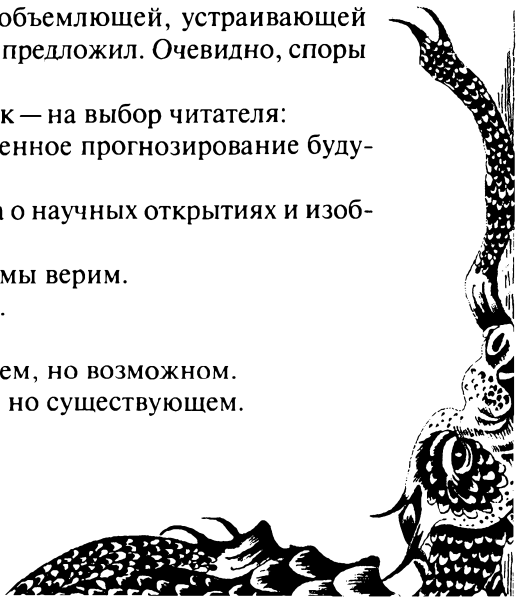 объемлющей, устраивающей
предложил. Очевидно, споры
к — на выбор читателя:
енное прогнозирование буду-
а о научных открытиях и изоб-
мы верим.
.
ем, но возможном.
но существующем.